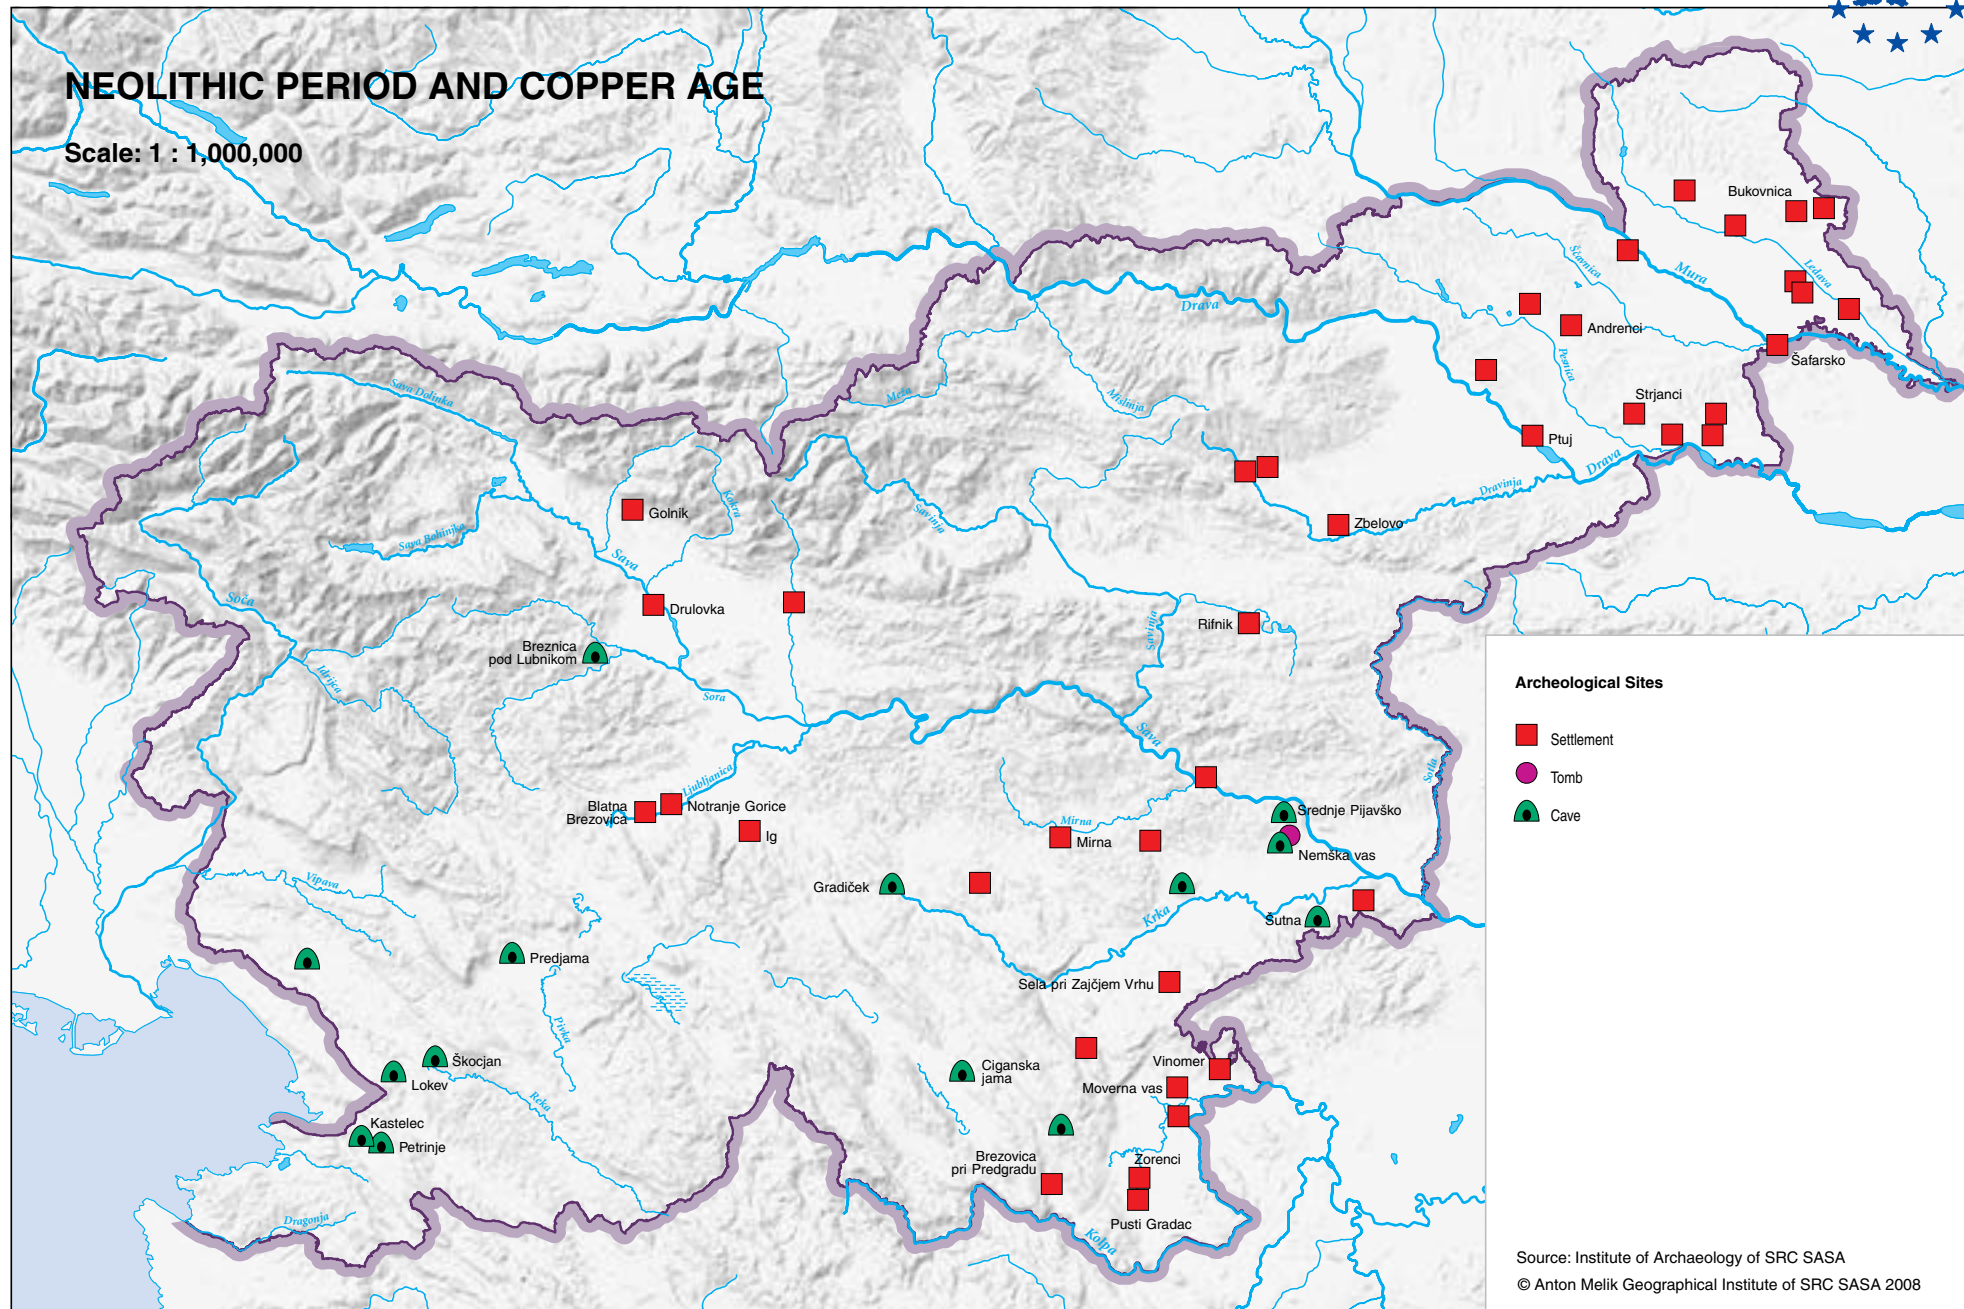 NEOLITHIC PERIOD AND COPPER AGE
Scale: 1 : 1,000,000
Bukovnica
Ščavnica
Mura
Ledava
Drava
Andrenci
Pesnica
Šafarsko
Sava Dolinka
Meža
Mislinja
Strjanci
Ptuj
Drava
Dravinja
Kokra
Savinja
Golnik
Zbelovo
Sava Bohinjka
Sava
Soča
Drulovka
Savinja
Rifnik
Breznica
pod Lubnikom
Idrijca
Sora
Sava
Sotla
Ljubljanica
Blatna
Brezovica
Notranje Gorice
Ig
Mirna
Mirna
Srednje Pijavško
Nemška vas
Vipava
Gradiček
Krka
Šutna
Predjama
Sela pri Zajčjem Vrhu
Pivka
Škocjan
Lokev
Reka
Ciganska
jama
Vinomer
Moverna vas
Kastelec
Petrinje
Brezovica
pri Predgradu
Zorenci
Pusti Gradac
Dragonja
Kolpa
Archeological Sites
Settlement
Tomb
Cave
Source: Institute of Archaeology of SRC SASA
© Anton Melik Geographical Institute of SRC SASA 2008